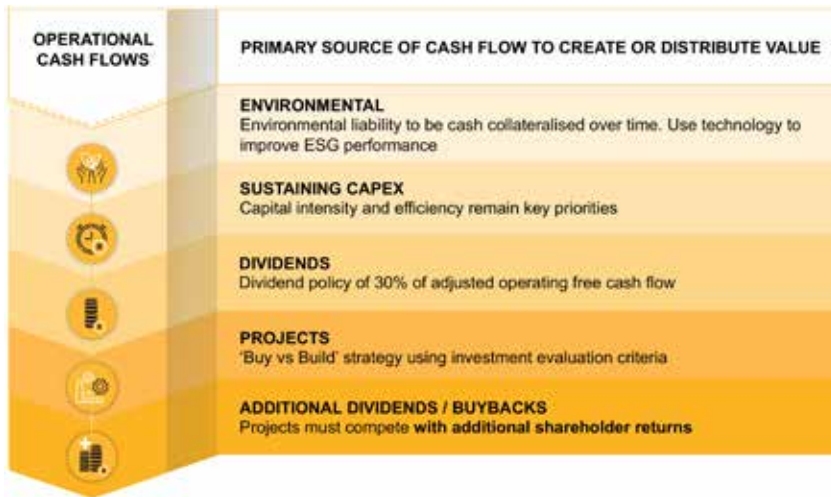 OPERATIONAL
CASH FLOWS
PRIMARY SOURCE OF CASH FLOW TO CREATE OR DISTRIBUTE VALUE
ENVIRONMENTAL
Environmental liability to be cash collateralised over time. Use technology to
improve ESG performance
SUSTAINING CAPEX
Capital intensity and efficiency remain key priorities
DIVIDENDS
Dividend policy of 30% of adjusted operating free cash flow
PROJECTS
‘Buy vs Build’ strategy using investment evaluation criteria
ADDITIONAL DIVIDENDS / BUYBACKS
Projects must compete with additional shareholder returns